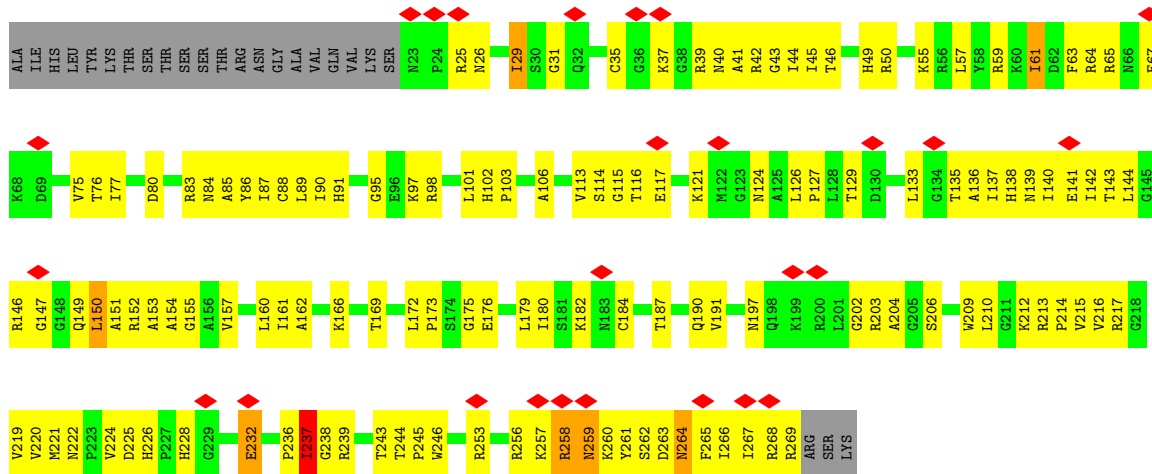 ALA ILE HIS LEU TYR LYS THR SER THR SER SER THR ARG ASN GLY ALA VAL GLN VAL LYS SER N23 P24 R25 N26 I29 S30 G31 Q32 C35 G36 K37 G38 R39 N40 A41 R42 G43 I44 I45 T46 H49 R50 K55 R56 L57 Y58 R59 K60 I61 D62 F63 R64 R65 N66
K68 D69 V75 T76 I77 D80 R83 N84 A85 Y86 I87 C88 L89 I90 H91 G95 E96 K97 R98 L101 H102 P103 A106 V113 S114 G115 T116 E117 K121 M122 G123 N124 A125 L126 P127 L128 T129 D130 L133 G134 T135 A136 I137 H138 N139 I140 E141 I142 T143 L144 G145
R146 G147 G148 Q149 L150 A151 R152 A153 A154 G155 A156 V157 L160 I161 A162 K166 T169 L172 P173 S174 G175 E176 L179 I180 S181 K182 N183 C184 T187 Q190 V191 N197 Q198 K199 R200 L201 G202 R203 A204 G205 S206 W209 L210 G211 K212 R213 P214 V215 V216 R217 G218
V219 V220 M221 N222 P223 V224 D225 H226 P227 H228 G229 E232 P236 I237 G238 R239 T243 T244 P245 W246 R253 R256 K257 R258 N259 K260 Y261 S262 D263 N264 F265 I266 I267 R268 R269 ARG SER LYS